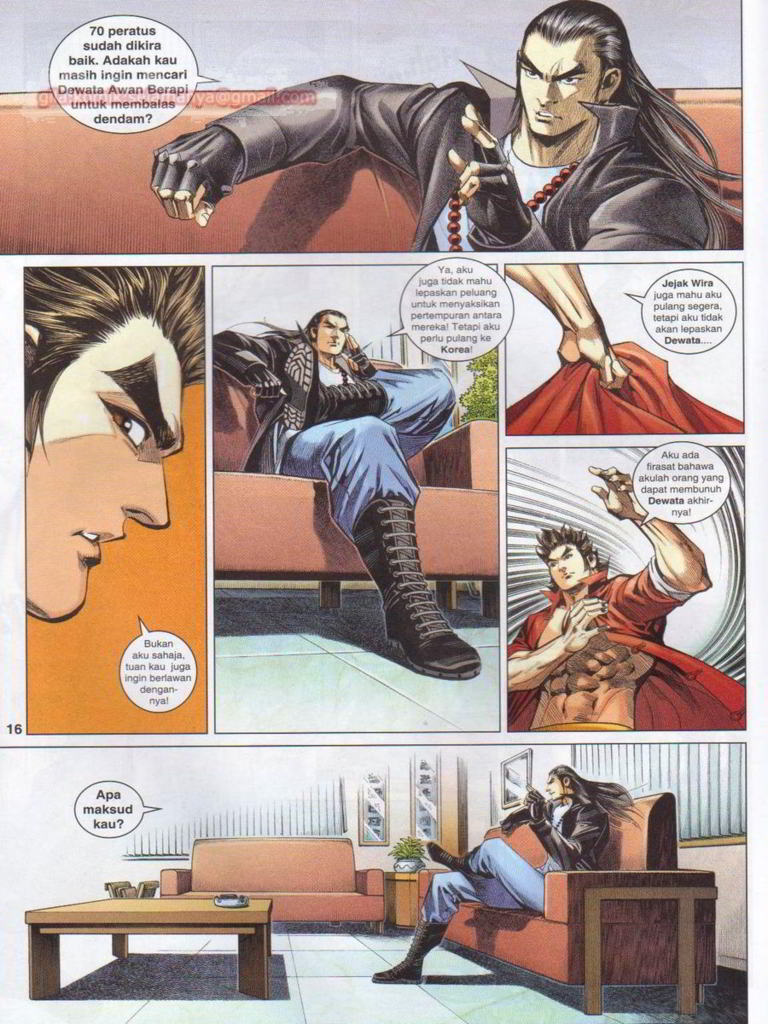 70 peratus
sudah dikira
baik. Adakah kau
masih ingin mencari
Dewata Awan Berapi
untuk membalas
dendam?
Ya, aku
juga tidak mahu
lepaskan peluang
untuk menyaksikan
pertempuran antara
mereka! Tetapi aku
perlu pulang ke
Korea!
Jejak Wira
juga mahu aku
pulang segera,
tetapi aku tidak
akan lepaskan
Dewata....
Aku ada
firasat bahawa
akulah orang yang
dapat membunuh
Dewata akhir-
nya!
Bukan
aku sahaja,
tuan kau juga
ingin berlawan
dengan-
nya!
16
Apa
maksud
kau?